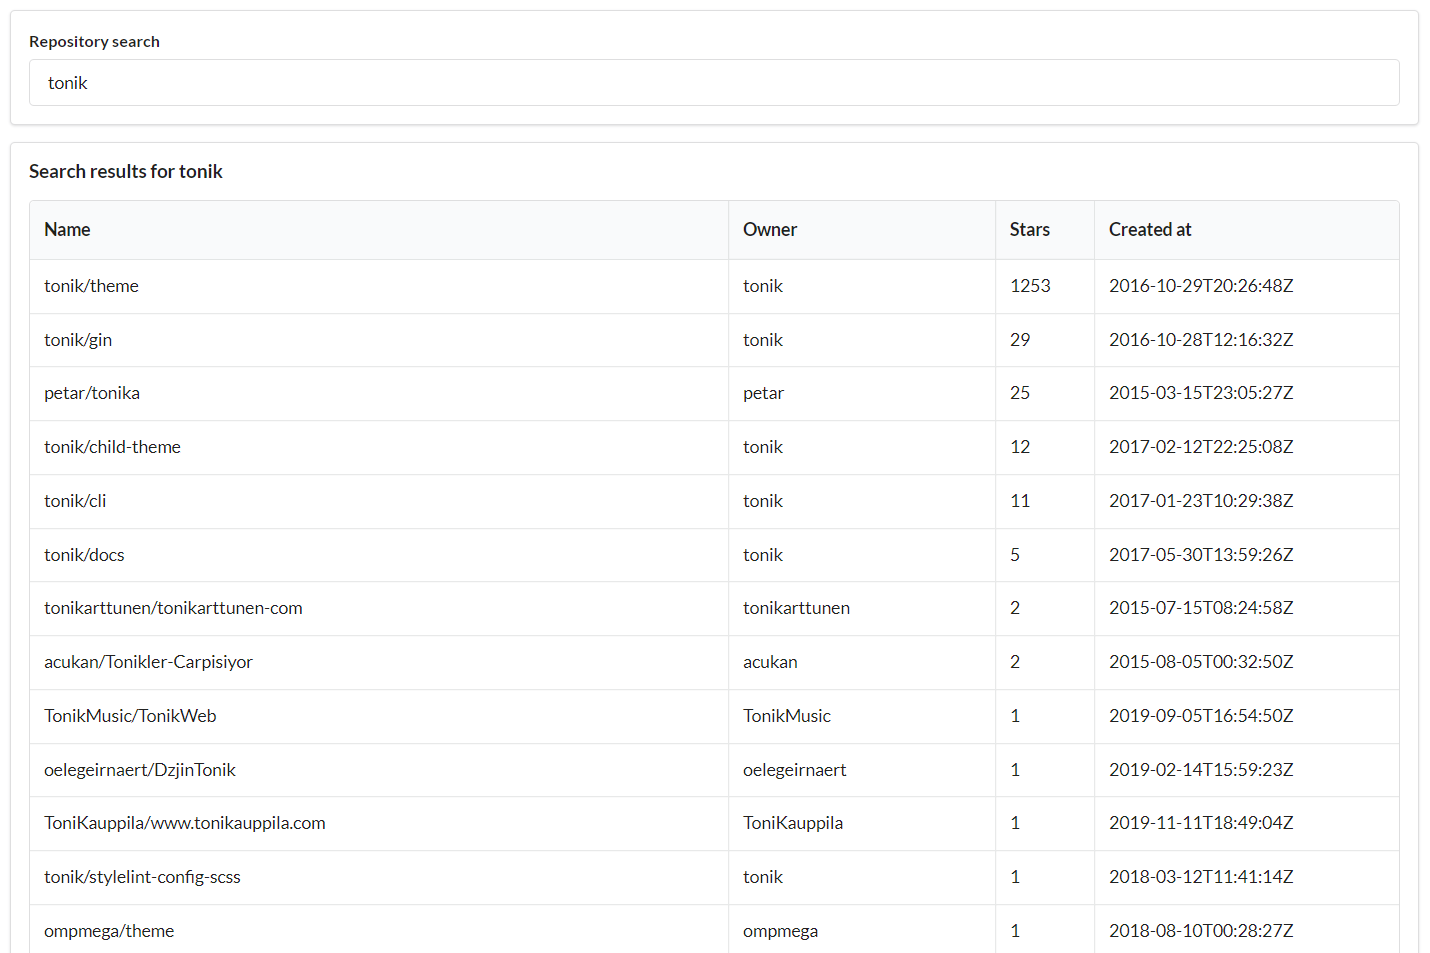 Repository search
tonik
Search results for tonik
Name Owner Stars Created at
tonik/theme tonik 1253 2016-10-29T20:26:48Z
tonik/gin tonik 29 2016-10-28T12:16:32Z
petar/tonika petar 25 2015-03-15T23:05:27Z
tonik/child-theme tonik 12 2017-02-12T22:25:08Z
tonik/cli tonik 11 2017-01-23T10:29:38Z
tonik/docs tonik 5 2017-05-30T13:59:26Z
tonikarttunen/tonikarttunen-com tonikarttunen 2 2015-07-15T08:24:58Z
acukan/Tonikler-Carpisiyor acukan 2 2015-08-05T00:32:50Z
TonikMusic/TonikWeb TonikMusic 1 2019-09-05T16:54:50Z
oelegeirnaert/DzjinTonik oelegeirnaert 1 2019-02-14T15:59:23Z
ToniKauppila/www.tonikauppila.com ToniKauppila 1 2019-11-11T18:49:04Z
tonik/stylelint-config-scss tonik 1 2018-03-12T11:41:14Z
ompmega/theme ompmega 1 2018-08-10T00:28:27Z